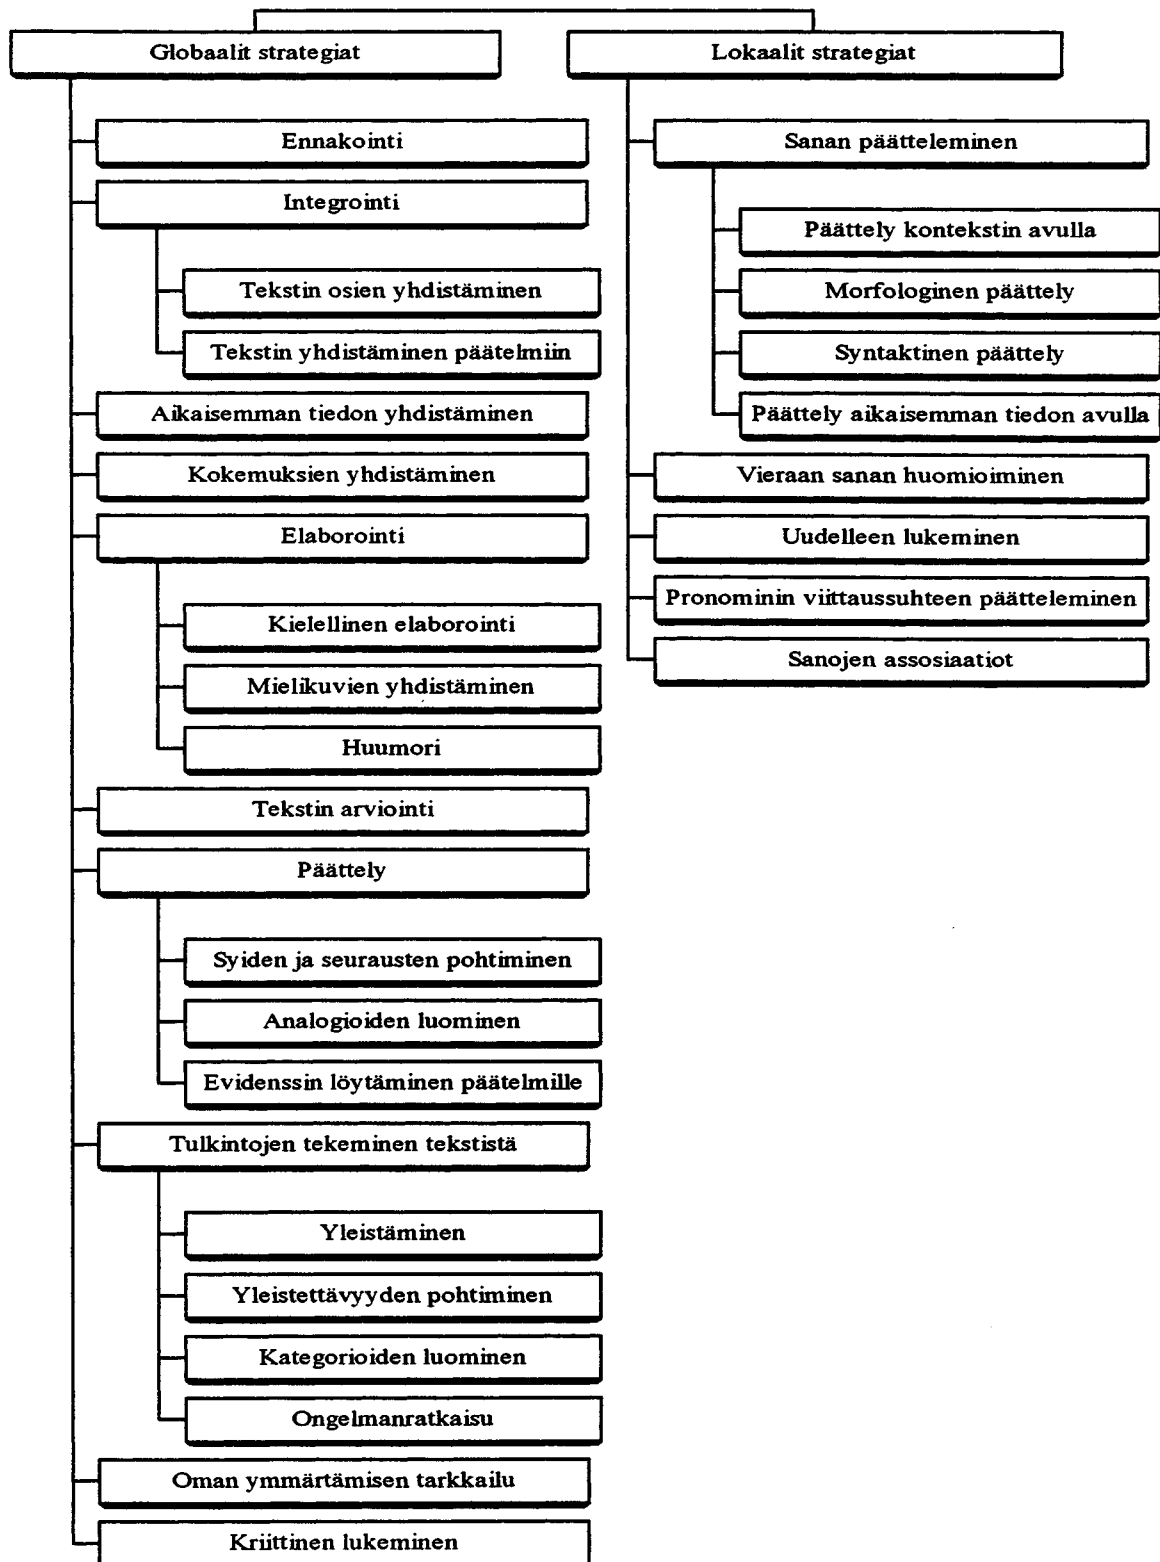 Globaalit strategiat
Ennakointi
Integrointi
Tekstin osien yhdistäminen
Tekstin yhdistäminen päätelmiin
Aikaisemman tiedon yhdistäminen
Kokemuksien yhdistäminen
Elaborointi
Kielellinen elaborointi
Mielikuvien yhdistäminen
Huumori
Tekstin arviointi
Päättely
Syiden ja seurausten pohtiminen
Analogioiden luominen
Evidenssin löytäminen päätelmille
Tulkintojen tekeminen tekstistä
Yleistäminen
Yleistettävyyden pohtiminen
Kategorioiden luominen
Ongelmanratkaisu
Oman ymmärtämisen tarkkailu
Kriittinen lukeminen
Lokaalit strategiat
Sanan päätteleminen
Päättely kontekstin avulla
Morfologinen päättely
Syntaktinen päättely
Päättely aikaisemman tiedon avulla
Vieraan sanan huomioiminen
Uudelleen lukeminen
Pronominin viittaussuhteen päätteleminen
Sanojen assosiaatiot